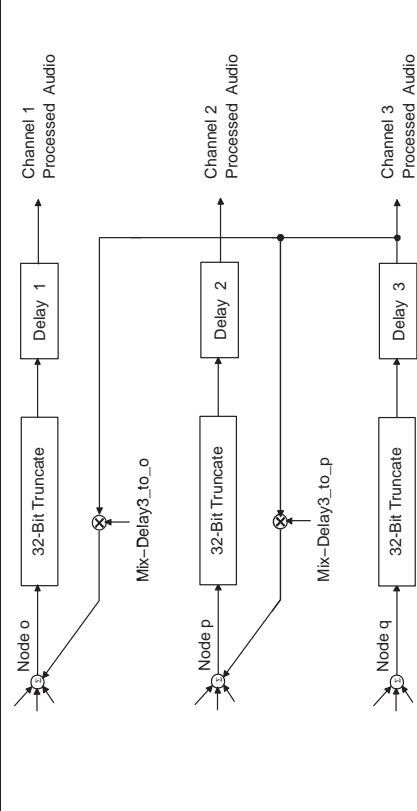 Node o
Σ
32-Bit Truncate
Delay 1
Channel 1
Processed Audio
Mix−Delay3_to_o
Node p
Σ
32-Bit Truncate
Delay 2
Channel 2
Processed Audio
Mix−Delay3_to_p
Node q
Σ
32-Bit Truncate
Delay 3
Channel 3
Processed Audio